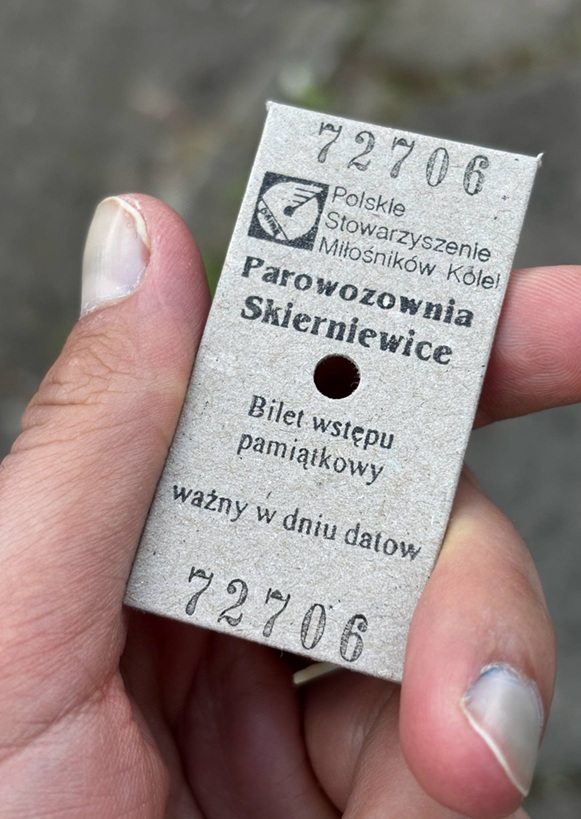 72706
Polskie
Stowarzyszenie
Miłośników Kolei
Parowozownia
Skierniewice
Bilet wstępu
pamiątkowy
ważny w dniu datow
72706